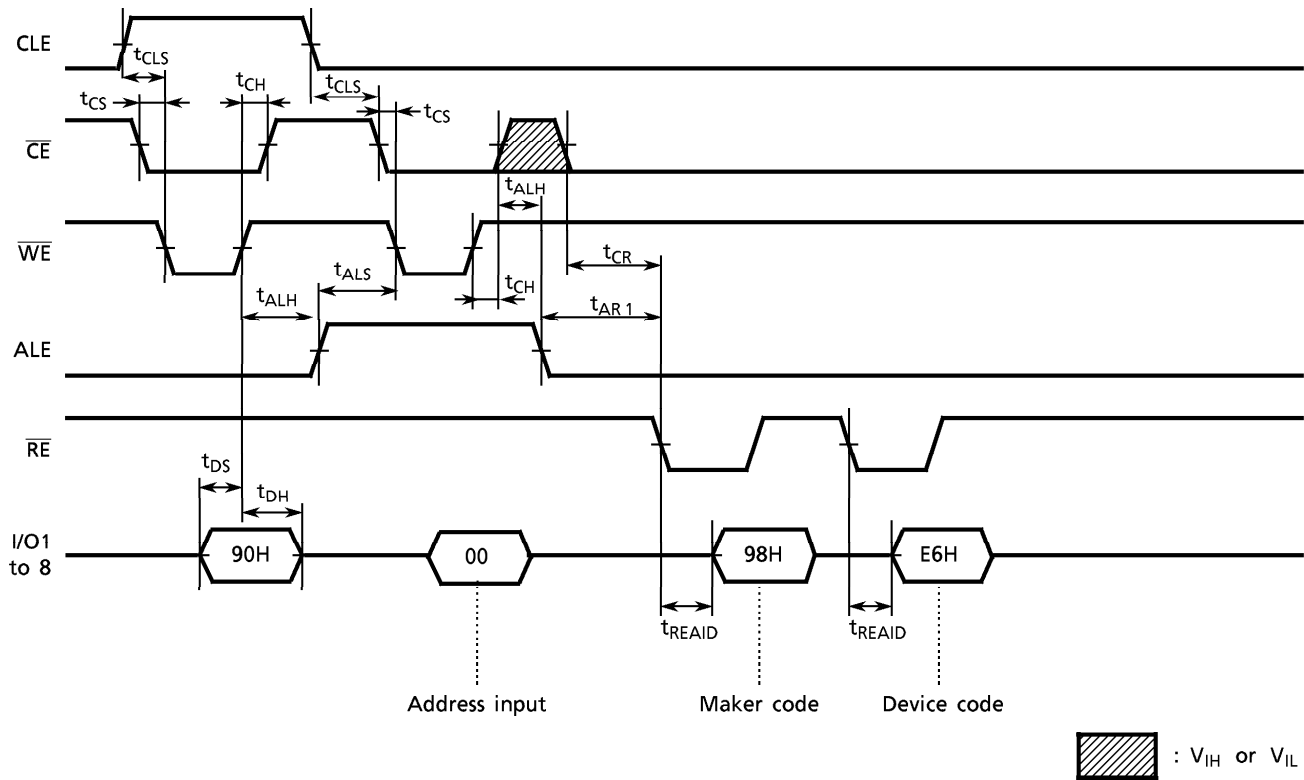 CLE
tCLS
tCH
tCLS
tCS
tCS
CE
tALH
WE
tCR
tALS
tCH
tALH
tAR 1
ALE
RE
tDS
tDH
I/O1
to 8
90H
00
98H
E6H
tREAID
tREAID
Address input
Maker code
Device code
: VIH or VIL